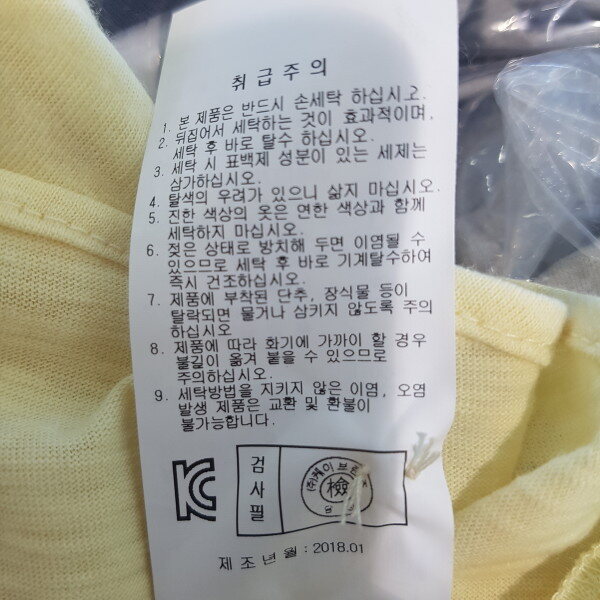 취급주의
1. 본 제품은 반드시 손세탁 하십시고.
2. 뒤집어서 세탁하는 것이 효과적이며,
세탁 후 바로 탈수 하십시오.
3. 세탁 시 표백제 성분이 있는 세제는
삼가하십시오.
4. 탈색의 우려가 있으니 삶지 마십시오.
5. 진한 색상의 옷은 연한 색상과 함께
세탁하지 마십시오.
6. 젖은 상태로 방치해 두면 이염될 수
있으므로 세탁 후 바로 기계탈수하여
즉시 건조하십시오.
7. 제품에 부착된 단추, 장식물 등이
탈락되면 물거나 삼키지 않도록 주의
하십시오
8. 제품에 따라 화기에 가까이 할 경우
불길이 옮겨 붙을 수 있으므로
주의하십시오.
9. 세탁방법을 지키지 않은 이염, 오염
발생 제품은 교환 및 환불이
불가능합니다.
검사필
(주)케이브
檢
제조년월 : 2018.01